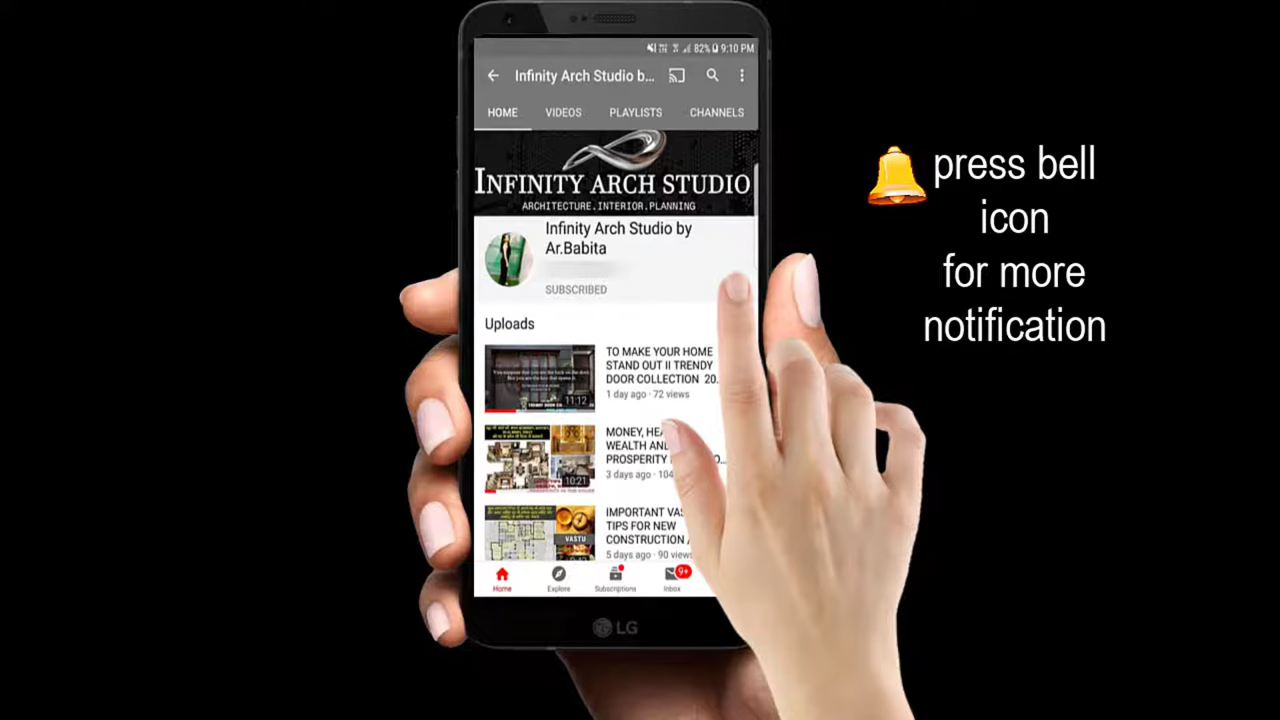 82% 9:10 PM
Infinity Arch Studio b...
HOME VIDEOS PLAYLISTS CHANNELS
INFINITY ARCH STUDIO
ARCHITECTURE.INTERIOR.PLANNING
Infinity Arch Studio by
Ar.Babita
SUBSCRIBED
Uploads
TO MAKE YOUR HOME
STAND OUT II TRENDY
DOOR COLLECTION 20..
1 day ago · 72 views
11:12
MONEY, HEA
WEALTH AND
PROSPERITY
3 days ago · 104
10:21
IMPORTANT VAS
TIPS FOR NEW
CONSTRUCTION
5 days ago · 90 views
VASTU
Home Explore Subscriptions Inbox
9+
LG
press bell
icon
for more
notification